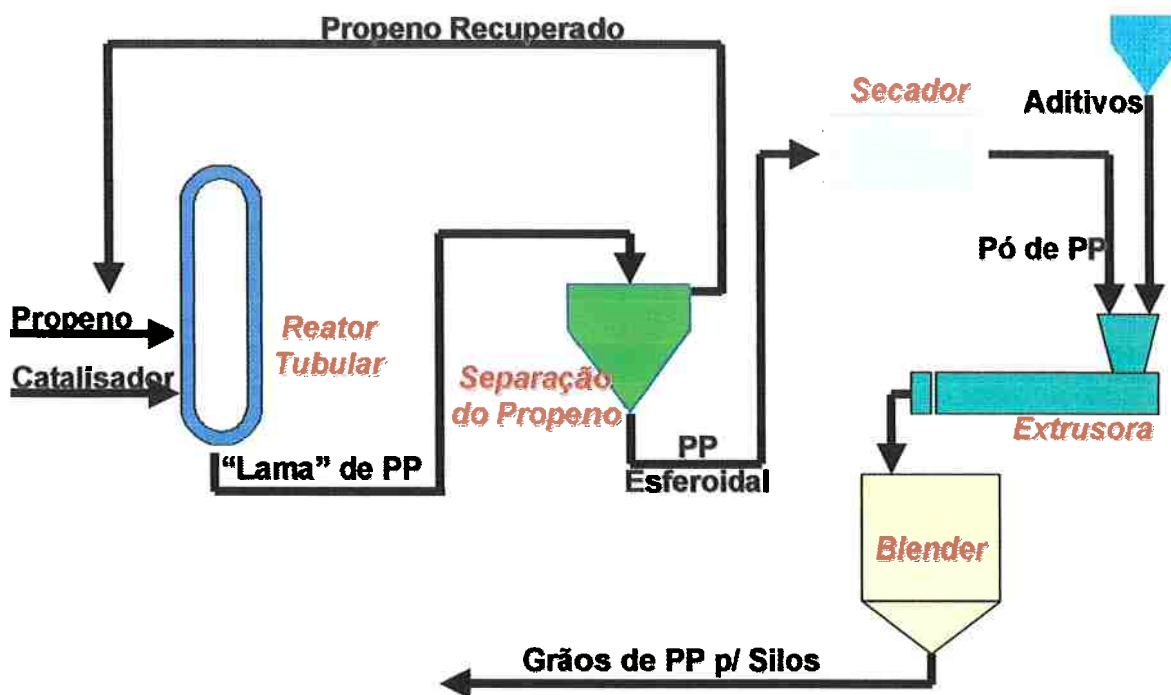 Propeno Recuperado
Secador
Aditivos
Pó de PP
Propeno
Reator
Tubular
Catalisador
Separação
do Propeno
Extrusora
"Lama" de PP
PP
Esferoidal
Blender
Grãos de PP p/ Silos